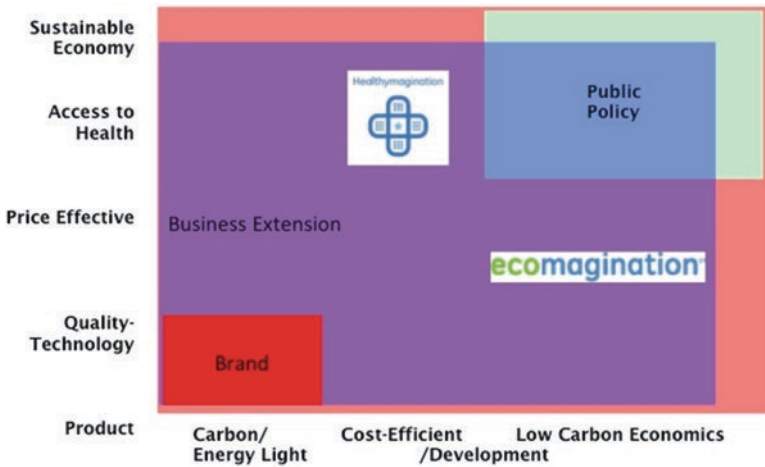 Sustainable
Economy
Healthymagination
Public
Policy
Access to
Health
Price Effective
Business Extension
ecomagination™
Quality-
Technology
Brand
Product
Carbon/
Energy Light
Cost-Efficient
/Development
Low Carbon Economics